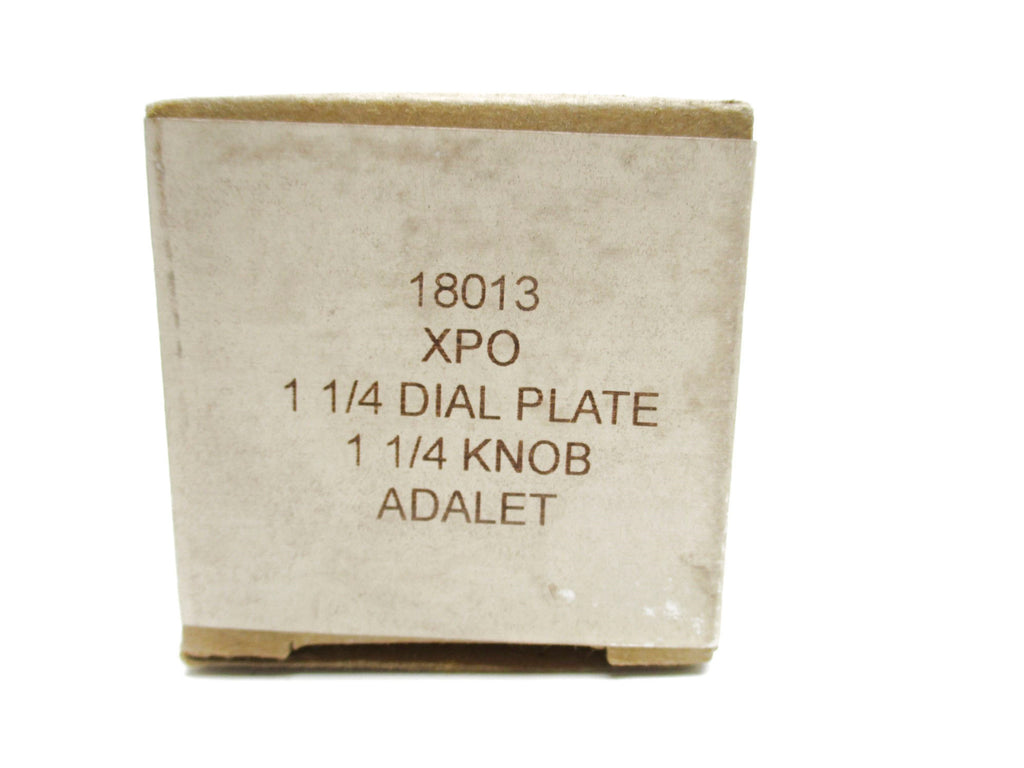 18013
XPO
1 1/4 DIAL PLATE
1 1/4 KNOB
ADALET